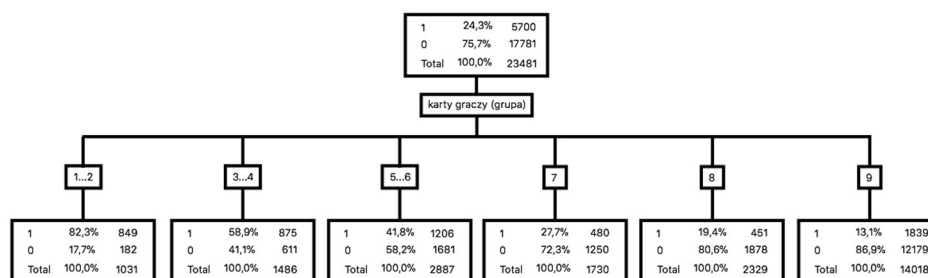 1 24,3% 5700
0 75,7% 17781
Total 100,0% 23481
karty graczy (grupa)
1...2
3...4
5...6
7
8
9
1 82,3% 849
0 17,7% 182
Total 100,0% 1031
1 58,9% 875
0 41,1% 611
Total 100,0% 1486
1 41,8% 1206
0 58,2% 1681
Total 100,0% 2887
1 27,7% 480
0 72,3% 1250
Total 100,0% 1730
1 19,4% 451
0 80,6% 1878
Total 100,0% 2329
1 13,1% 1839
0 86,9% 12179
Total 100,0% 14018